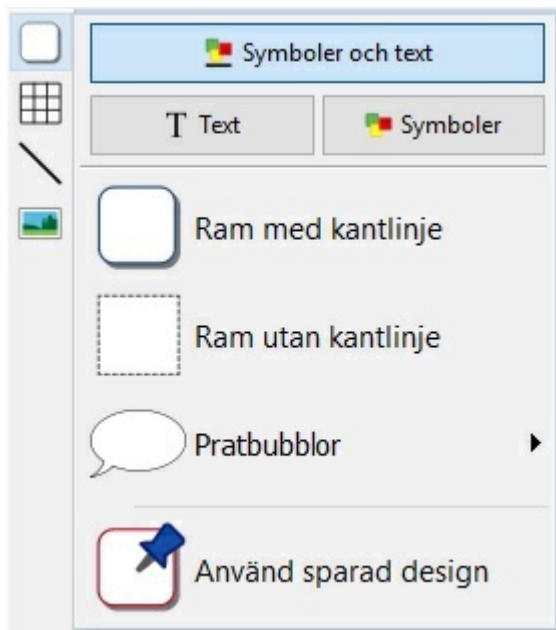 Symboler och text
T Text
Symboler
Ram med kantlinje
Ram utan kantlinje
Pratbubblor
Använd sparad design